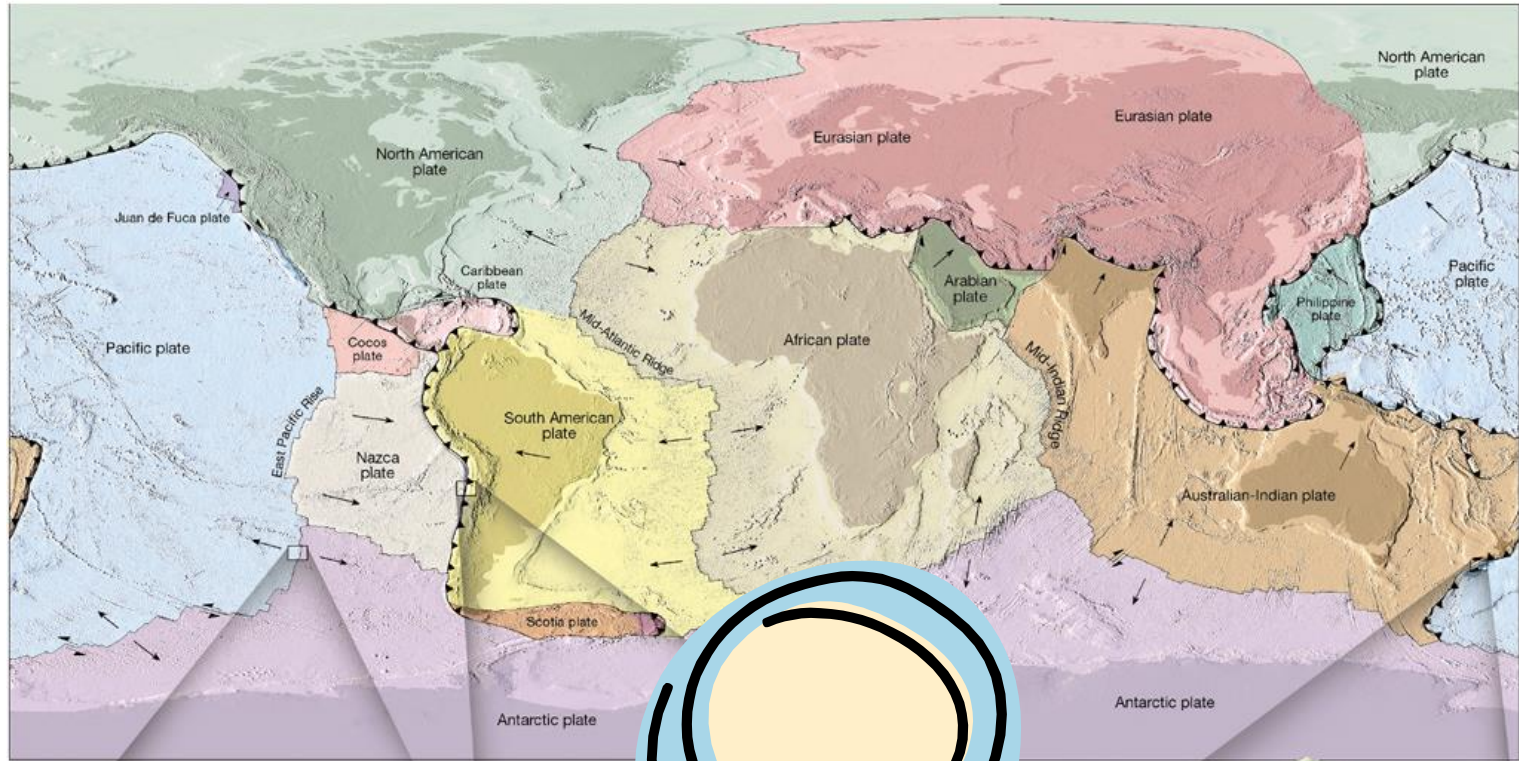 North American
plate
Eurasian plate
Eurasian plate
North American
plate
Juan de Fuca plate
Caribbean
plate
Arabian
plate
Pacific
plate
Philippine
plate
Pacific plate
Cocos
plate
Mid-Atlantic Ridge
African plate
Mid-Indian Ridge
East Pacific Rise
Nazca
plate
South American
plate
Australian-Indian plate
Scotia plate
Antarctic plate
Antarctic plate